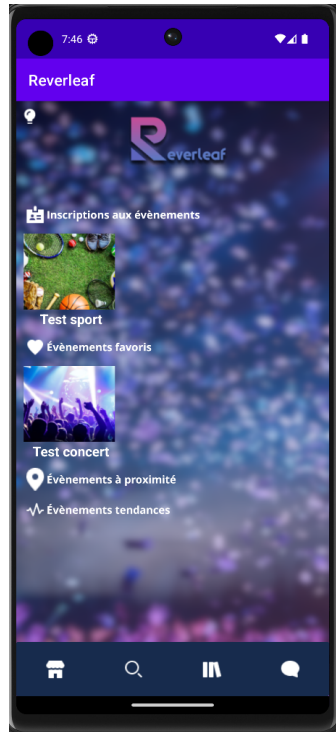 7:46
Reverleaf
Reverleaf
Inscriptions aux évènements
Test sport
Évènements favoris
Test concert
Évènements à proximité
Évènements tendances